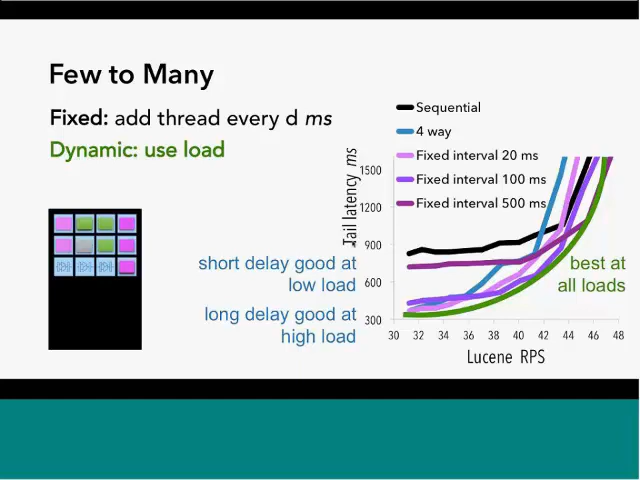 Few to Many
Fixed: add thread every d ms
Dynamic: use load
short delay good at
low load
long delay good at
high load
Sequential
4 way
Fixed interval 20 ms
Fixed interval 100 ms
Fixed interval 500 ms
Tail latency ms
1500
1200
900
600
300
30 32 34 36 38 40 42 44 46 48
Lucene RPS
best at
all loads